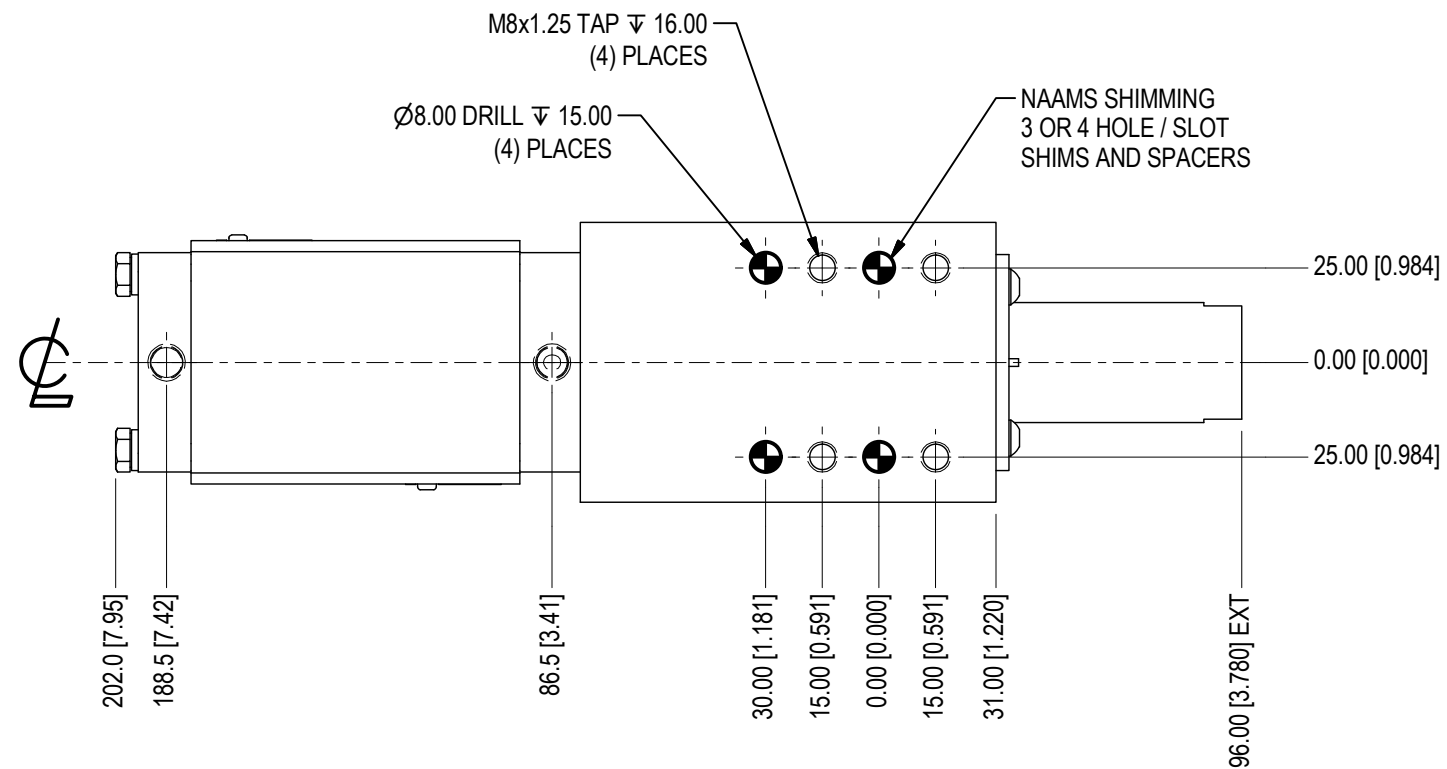 M8x1.25 TAP ↧ 16.00
(4) PLACES
Ø8.00 DRILL ↧ 15.00
(4) PLACES
NAAMS SHIMMING
3 OR 4 HOLE / SLOT
SHIMS AND SPACERS
25.00 [0.984]
0.00 [0.000]
25.00 [0.984]
202.0 [7.95]
188.5 [7.42]
86.5 [3.41]
30.00 [1.181]
15.00 [0.591]
0.00 [0.000]
15.00 [0.591]
31.00 [1.220]
96.00 [3.780] EXT